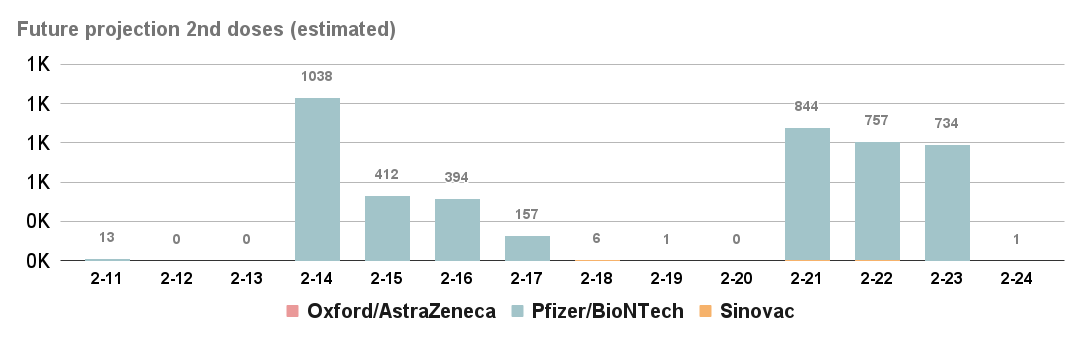 Future projection 2nd doses (estimated)
1K
1K
1K
1K
0K
0K
13
0
0
1038
412
394
157
6
1
0
844
757
734
1
2-11 2-12 2-13 2-14 2-15 2-16 2-17 2-18 2-19 2-20 2-21 2-22 2-23 2-24
Oxford/AstraZeneca Pfizer/BioNTech Sinovac